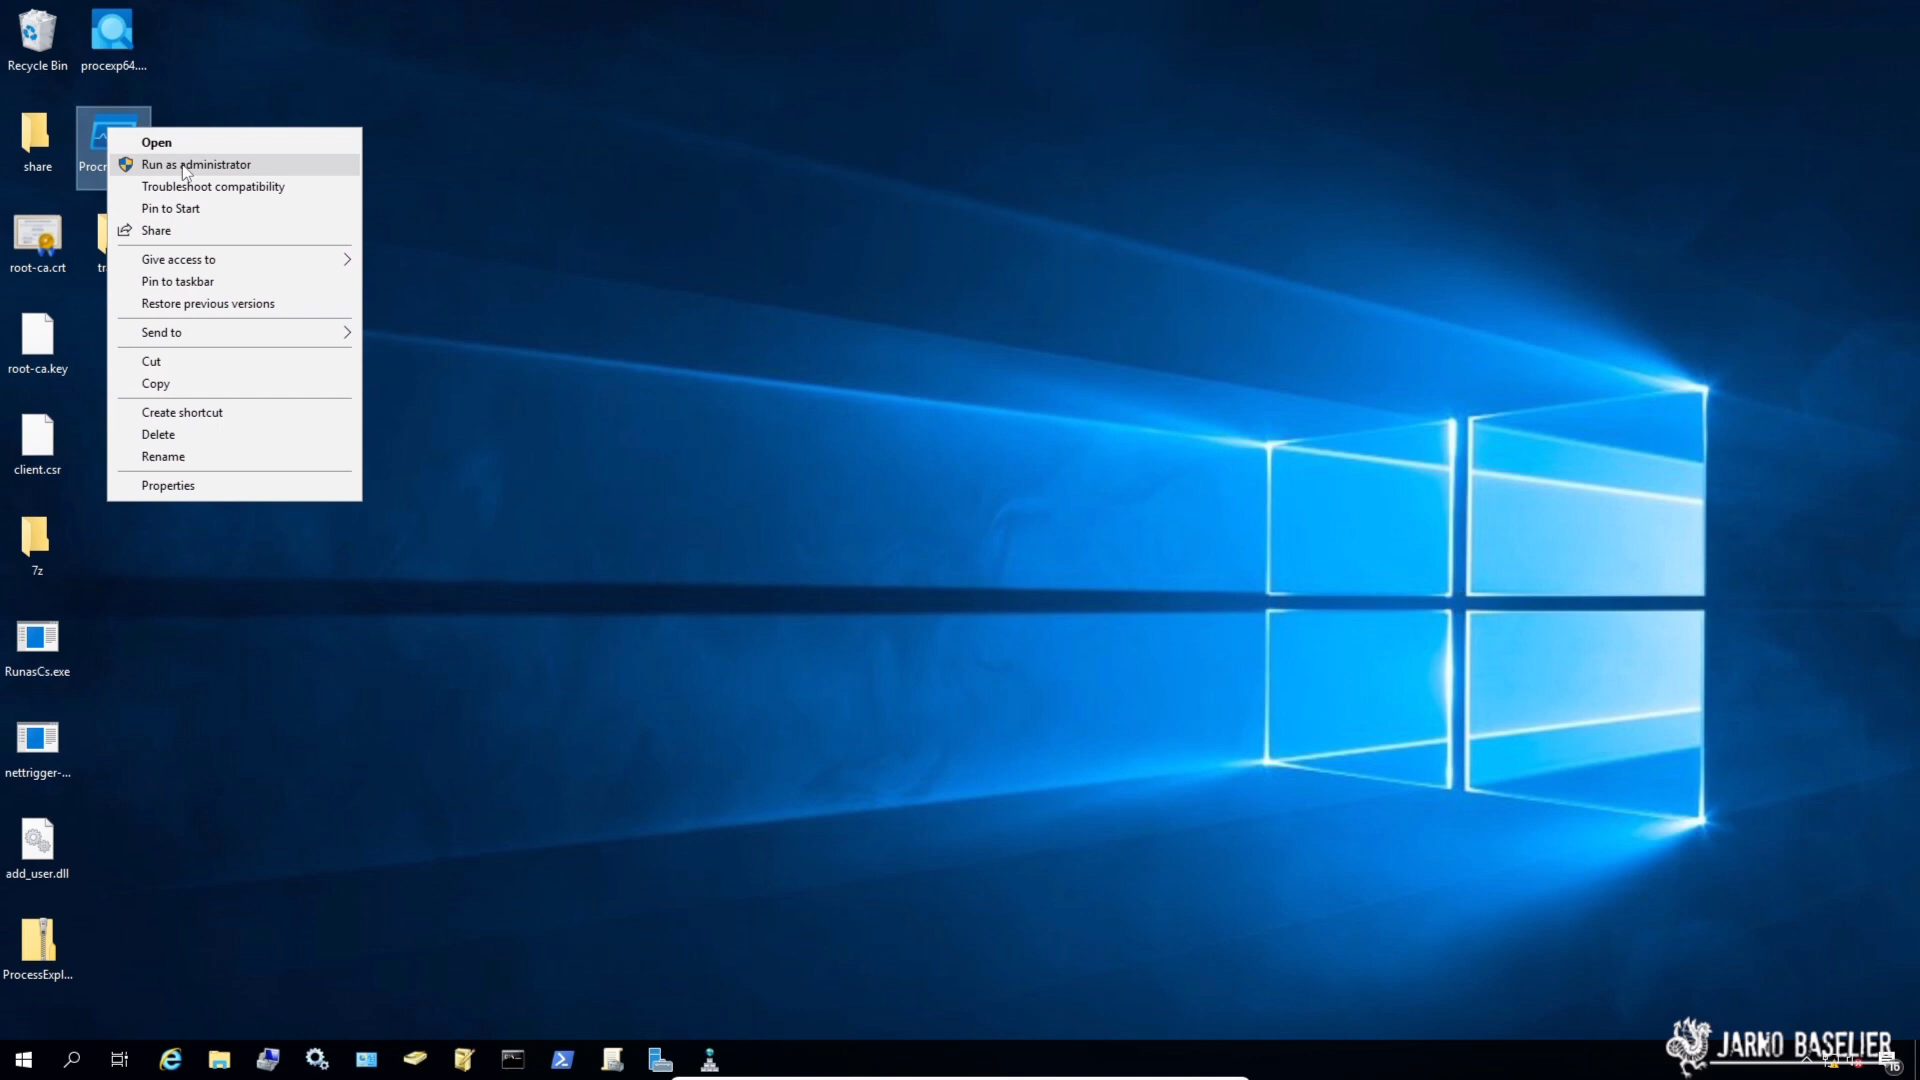 Recycle Bin
procexp64....
share
Open
Run as administrator
Troubleshoot compatibility
Pin to Start
Share
Give access to
Pin to taskbar
Restore previous versions
Send to
Cut
Copy
Create shortcut
Delete
Rename
Properties
root-ca.crt
root-ca.key
client.csr
7z
RunasCs.exe
nettrigger-...
add_user.dll
ProcessExpl...
JARNO BASELIER
16